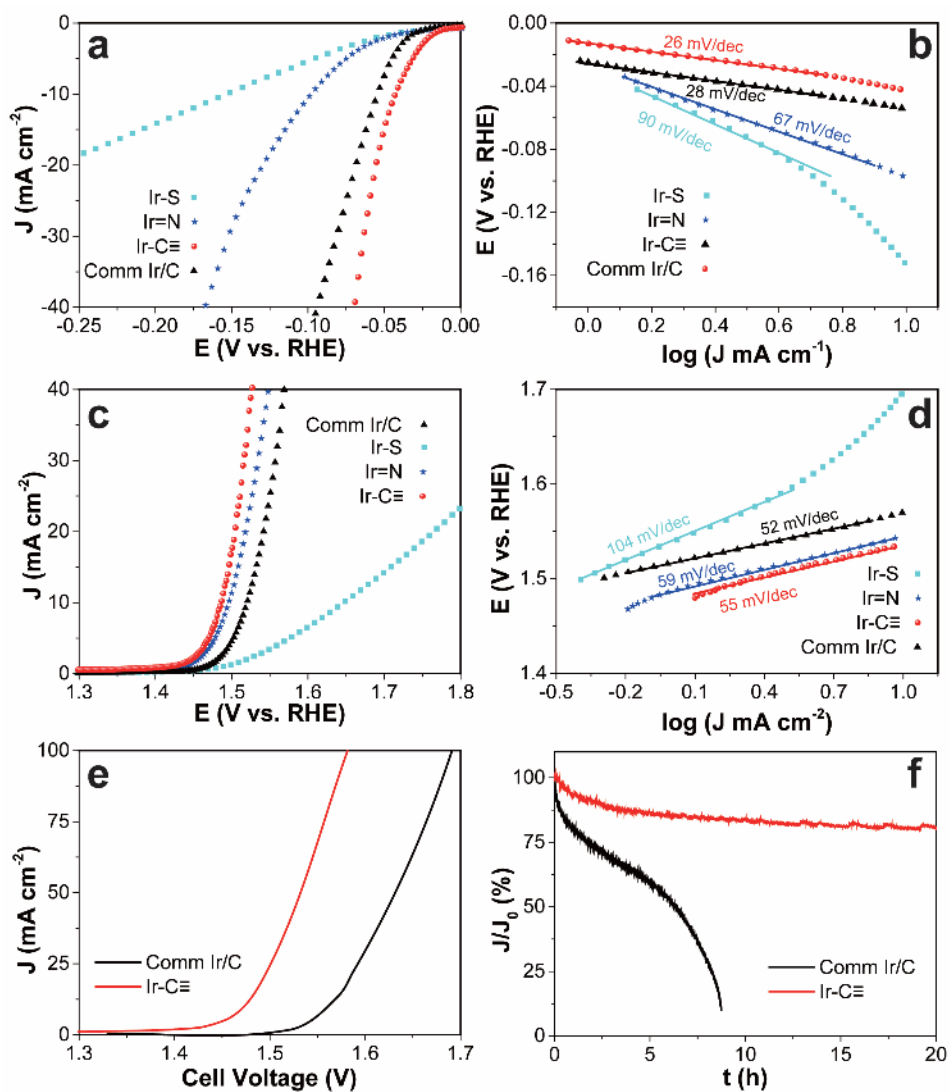 a
0
-10
-20
-30
-40
J (mA cm⁻²)
Ir-S
Ir=N
Ir-C≡
Comm Ir/C
-0.25 -0.20 -0.15 -0.10 -0.05 0.00
E (V vs. RHE)
b
0.00
-0.04
-0.08
-0.12
-0.16
E (V vs. RHE)
26 mV/dec
28 mV/dec
67 mV/dec
90 mV/dec
Ir-S
Ir=N
Ir-C≡
Comm Ir/C
0.0 0.2 0.4 0.6 0.8 1.0
log (J mA cm⁻¹)
c
40
30
20
10
0
J (mA cm⁻²)
Comm Ir/C
Ir-S
Ir=N
Ir-C≡
1.3 1.4 1.5 1.6 1.7 1.8
E (V vs. RHE)
d
1.7
1.6
1.5
1.4
E (V vs. RHE)
104 mV/dec
52 mV/dec
59 mV/dec
55 mV/dec
Ir-S
Ir=N
Ir-C≡
Comm Ir/C
-0.5 -0.2 0.1 0.4 0.7 1.0
log (J mA cm⁻²)
e
100
75
50
25
0
J (mA cm⁻²)
Comm Ir/C
Ir-C≡
1.3 1.4 1.5 1.6 1.7
Cell Voltage (V)
f
100
75
50
25
0
J/J₀ (%)
Comm Ir/C
Ir-C≡
0 5 10 15 20
t (h)